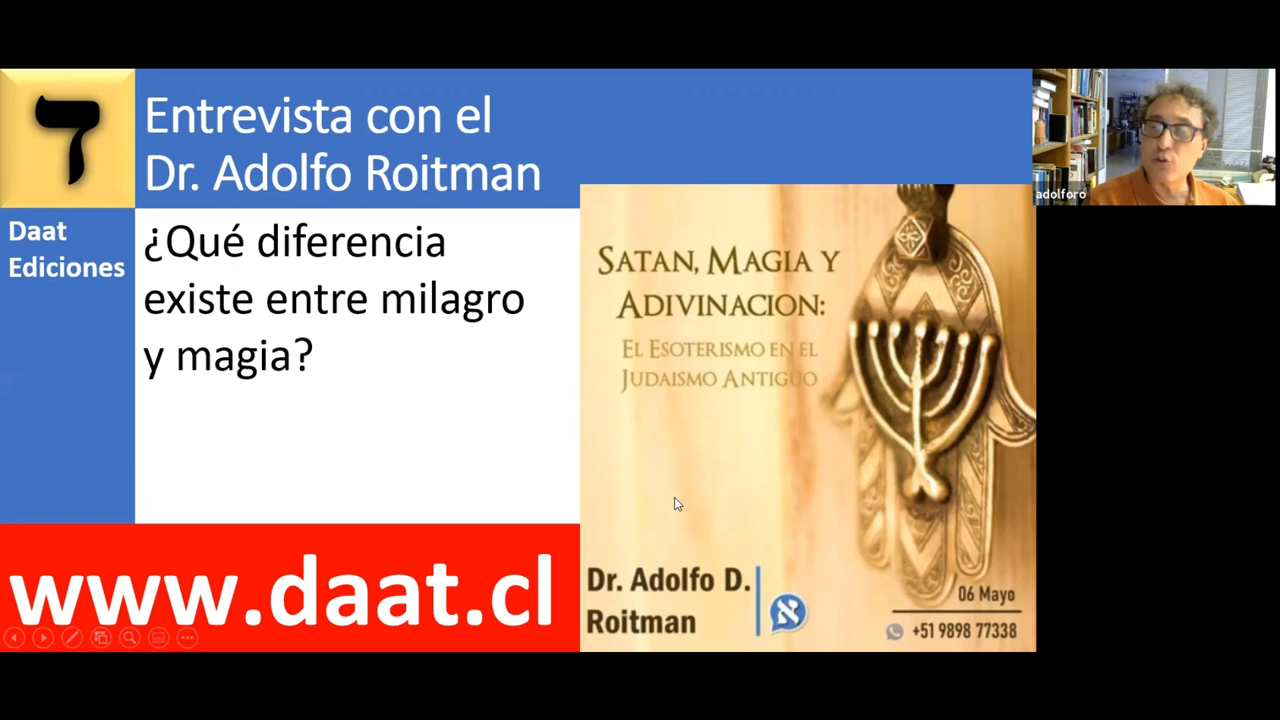 ד
Entrevista con el
Dr. Adolfo Roitman
Daat
Ediciones
¿Qué diferencia
existe entre milagro
y magia?
SATAN, MAGIA Y
ADIVINACION:
EL ESOTERISMO EN EL
JUDAISMO ANTIGUO
Dr. Adolfo D.
Roitman
א
06 Mayo
+51 9898 77338
www.daat.cl
adolforo